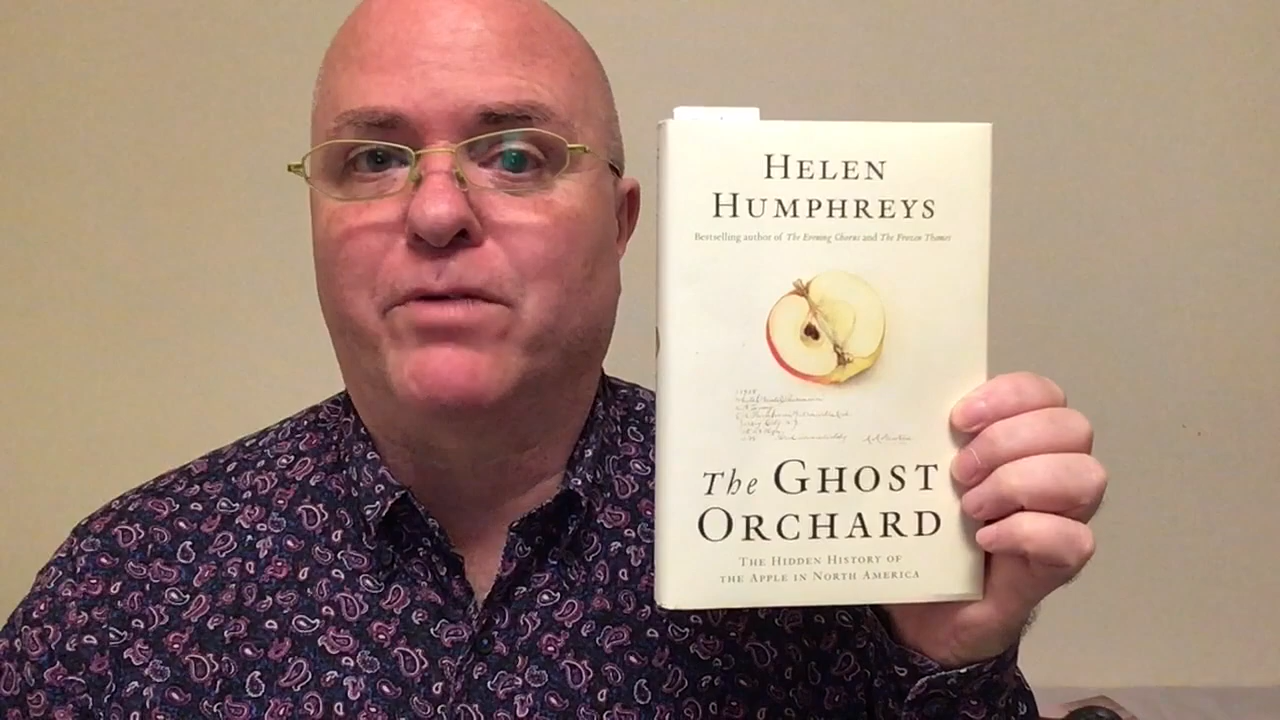 HELEN
HUMPHREYS
Bestselling author of The Evening Chorus and The Frozen Thames
The GHOST
ORCHARD
THE HIDDEN HISTORY OF
THE APPLE IN NORTH AMERICA